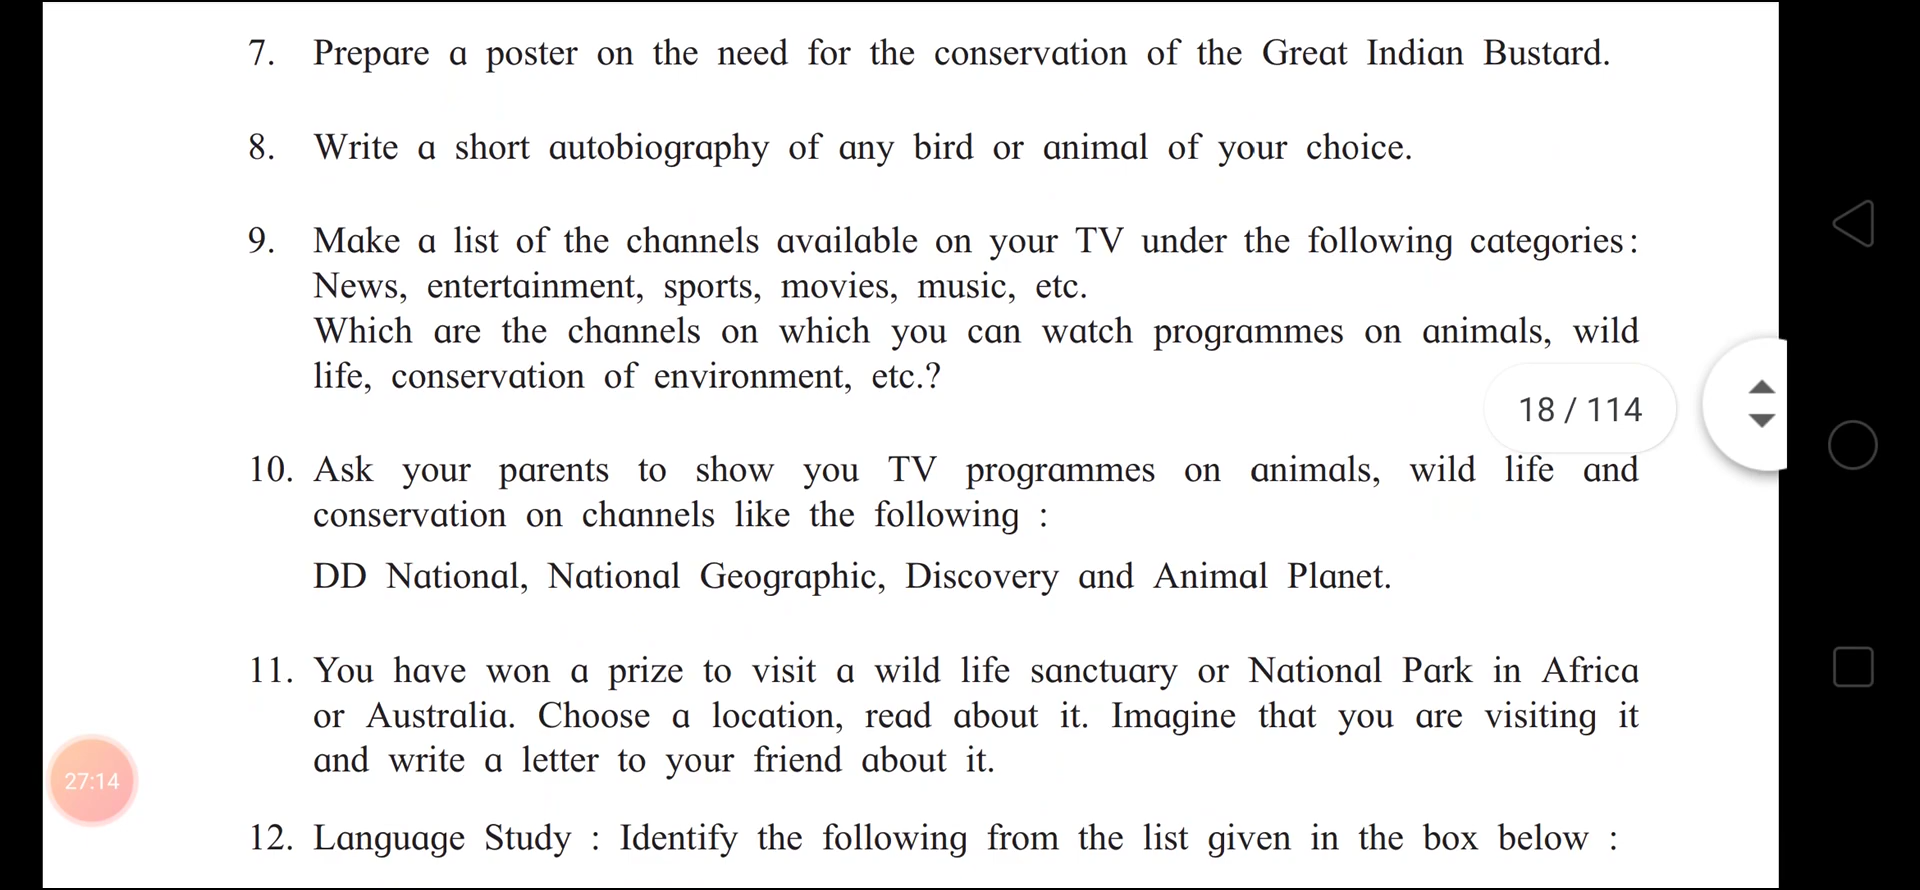 7. Prepare a poster on the need for the conservation of the Great Indian Bustard.
8. Write a short autobiography of any bird or animal of your choice.
9. Make a list of the channels available on your TV under the following categories:
News, entertainment, sports, movies, music, etc.
Which are the channels on which you can watch programmes on animals, wild
life, conservation of environment, etc.?
18 / 114
10. Ask your parents to show you TV programmes on animals, wild life and
conservation on channels like the following :
DD National, National Geographic, Discovery and Animal Planet.
11. You have won a prize to visit a wild life sanctuary or National Park in Africa
or Australia. Choose a location, read about it. Imagine that you are visiting it
and write a letter to your friend about it.
27:14
12. Language Study : Identify the following from the list given in the box below :